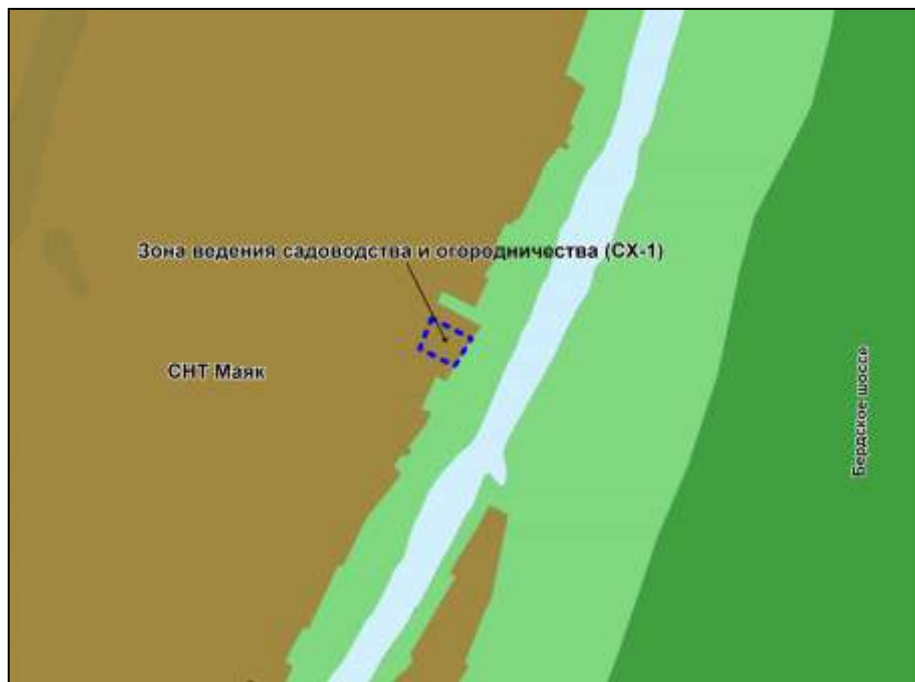 Зона ведения садоводства и огородничества (СХ-1)
СНТ Маяк
Бердское шоссе